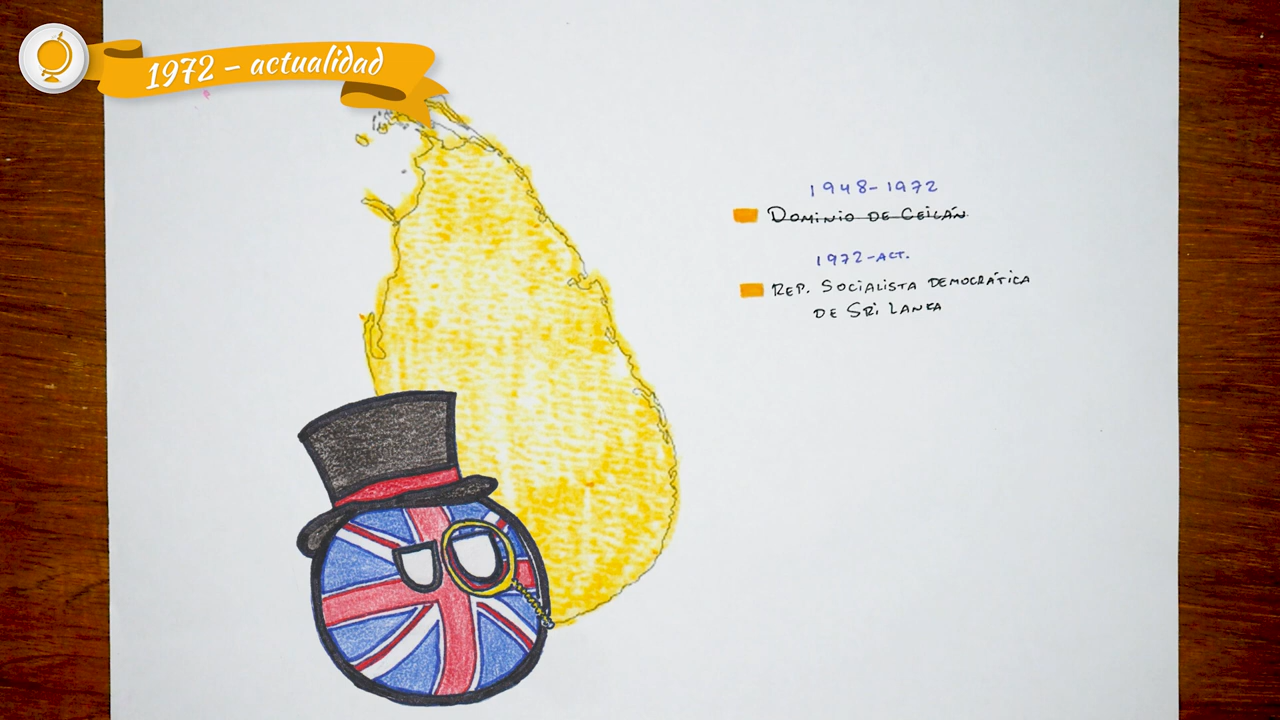 1972 – actualidad
1948-1972
DOMINIO DE CEILÁN
1972-ACT.
REP. SOCIALISTA DEMOCRÁTICA
DE SRI LANKA